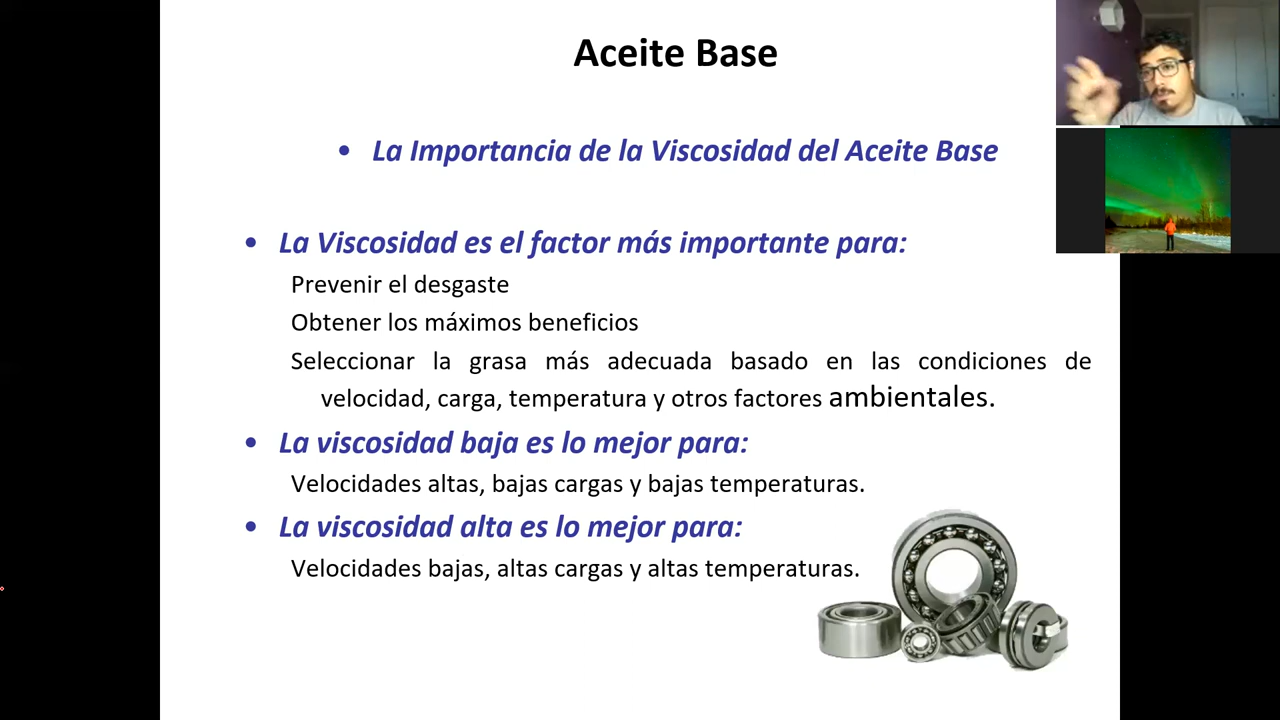 Aceite Base
• La Importancia de la Viscosidad del Aceite Base
• La Viscosidad es el factor más importante para:
Prevenir el desgaste
Obtener los máximos beneficios
Seleccionar la grasa más adecuada basado en las condiciones de
velocidad, carga, temperatura y otros factores ambientales.
• La viscosidad baja es lo mejor para:
Velocidades altas, bajas cargas y bajas temperaturas.
• La viscosidad alta es lo mejor para:
Velocidades bajas, altas cargas y altas temperaturas.